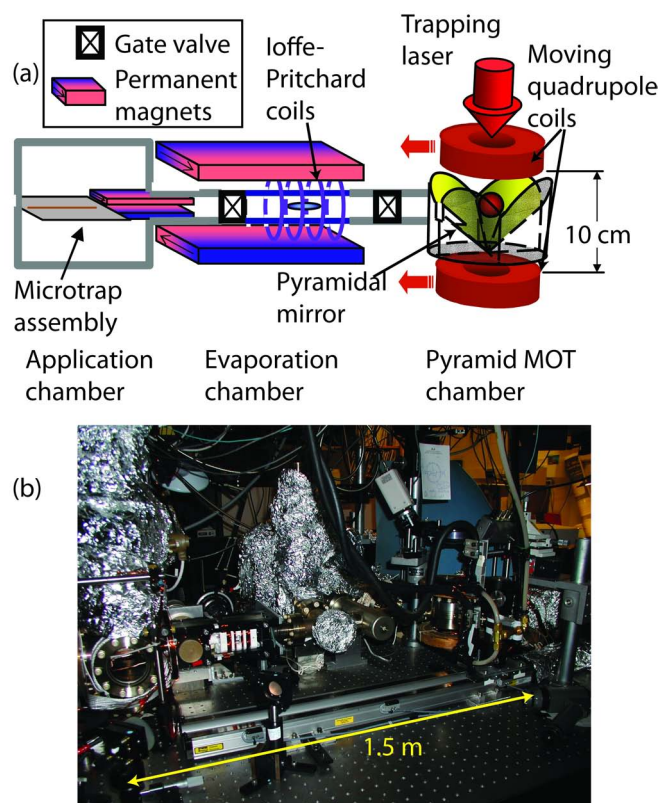 (a)
Gate valve
Permanent
magnets
Ioffe-
Pritchard
coils
Trapping
laser
Moving
quadrupole
coils
10 cm
Microtrap
assembly
Pyramidal
mirror
Application
chamber
Evaporation
chamber
Pyramid MOT
chamber
(b)
1.5 m